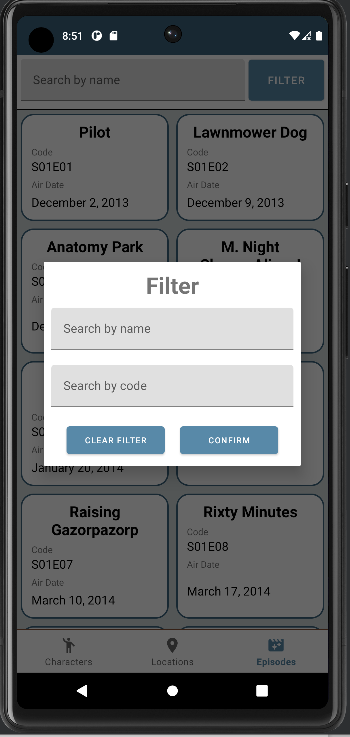 8:51
Search by name
FILTER
Pilot
Code
S01E01
Air Date
December 2, 2013
Lawnmower Dog
Code
S01E02
Air Date
December 9, 2013
Anatomy Park
M. Night
Filter
Search by name
Search by code
CLEAR FILTER
CONFIRM
January 20, 2014
Raising
Gazorpazorp
Code
S01E07
Air Date
March 10, 2014
Rixty Minutes
Code
S01E08
Air Date
March 17, 2014
Characters
Locations
Episodes